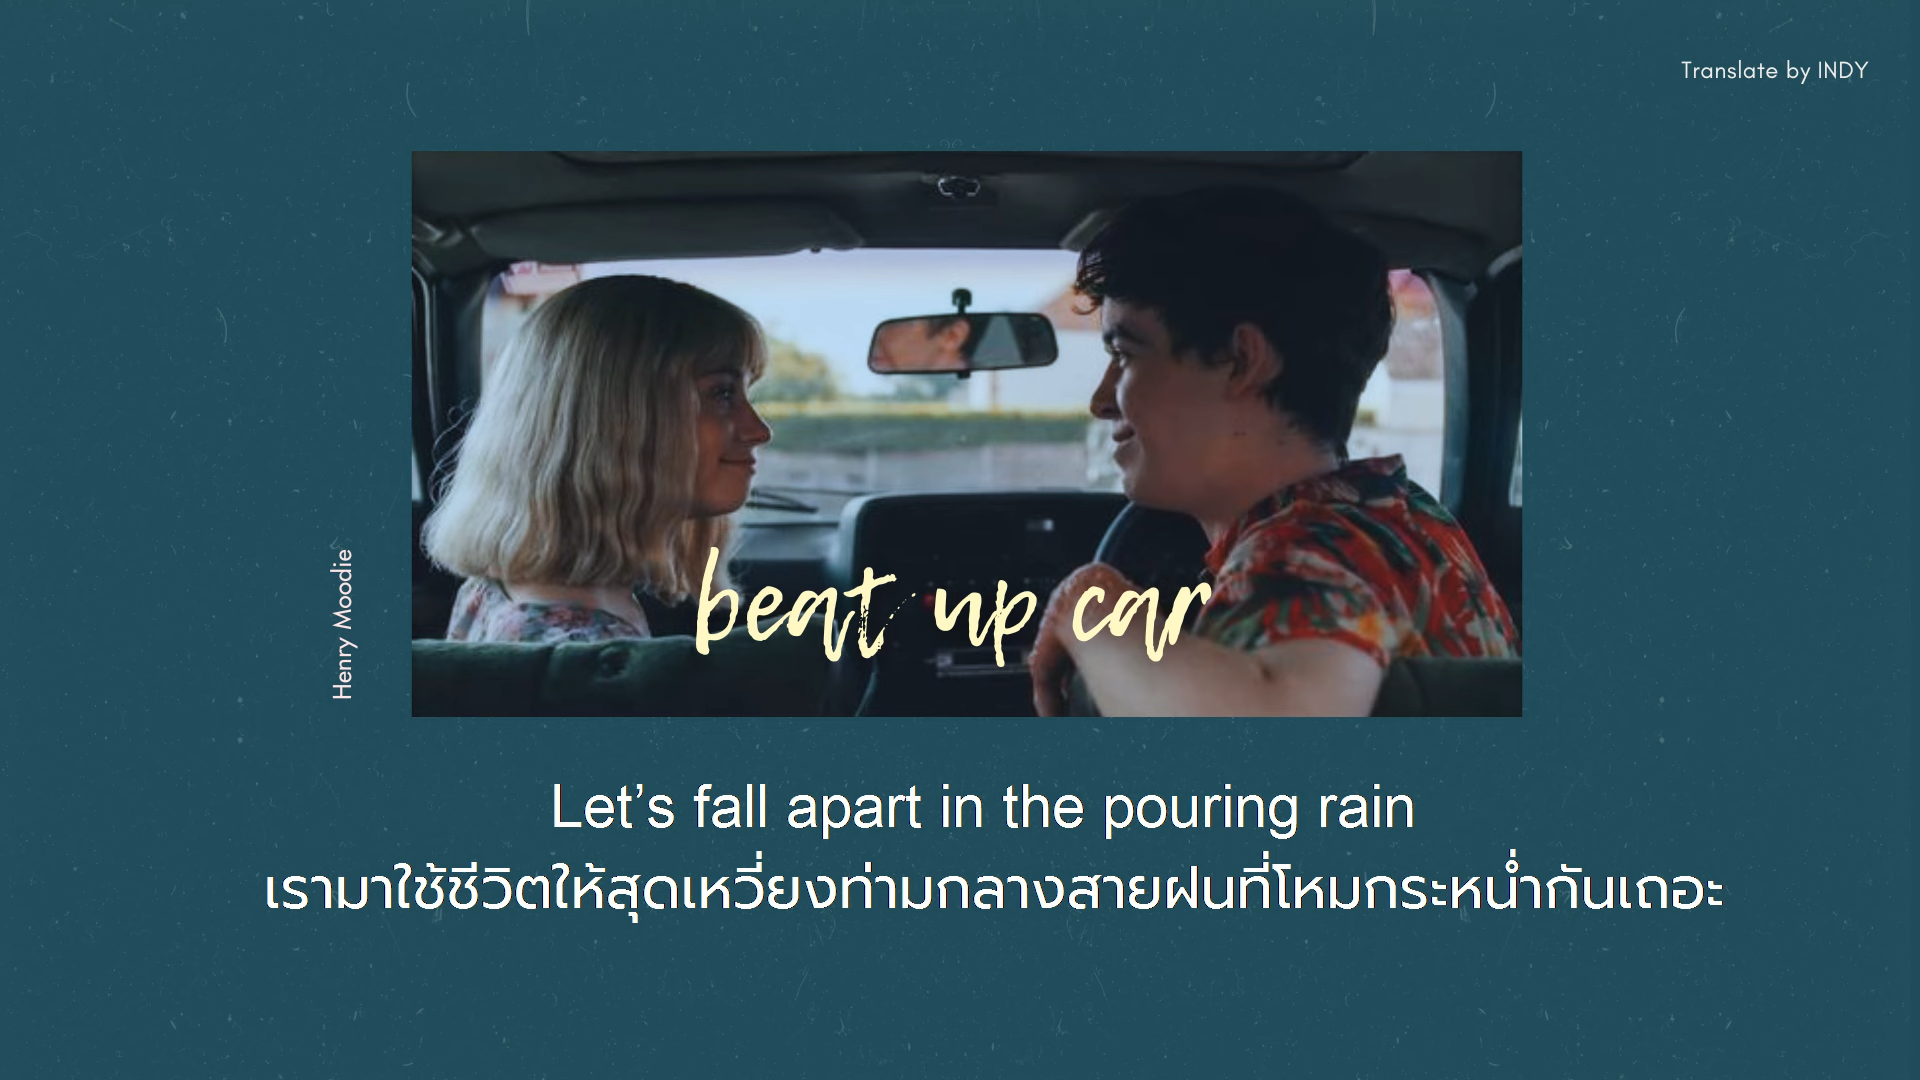 Translate by INDY
Henry Moodie
beat up car
Let’s fall apart in the pouring rain
เรามาใช้ชีวิตให้สุดเหวี่ยงท่ามกลางสายฝนที่โหมกระหน่ำกันเถอะ